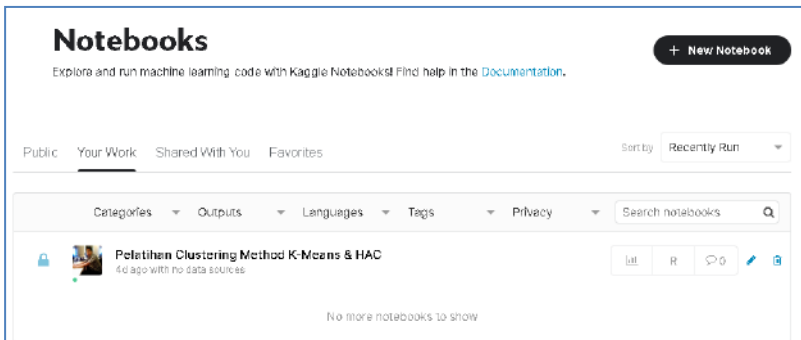 Notebooks
+ New Notebook
Explore and run machine learning code with Kaggle Notebooks! Find help in the Documentation.
Public Your Work Shared With You Favorites
Sort by Recently Run
Categories Outputs Languages Tags Privacy Search notebooks
Pelatihan Clustering Method K-Means & HAC
4d ago with no data sources
R 0
No more notebooks to show